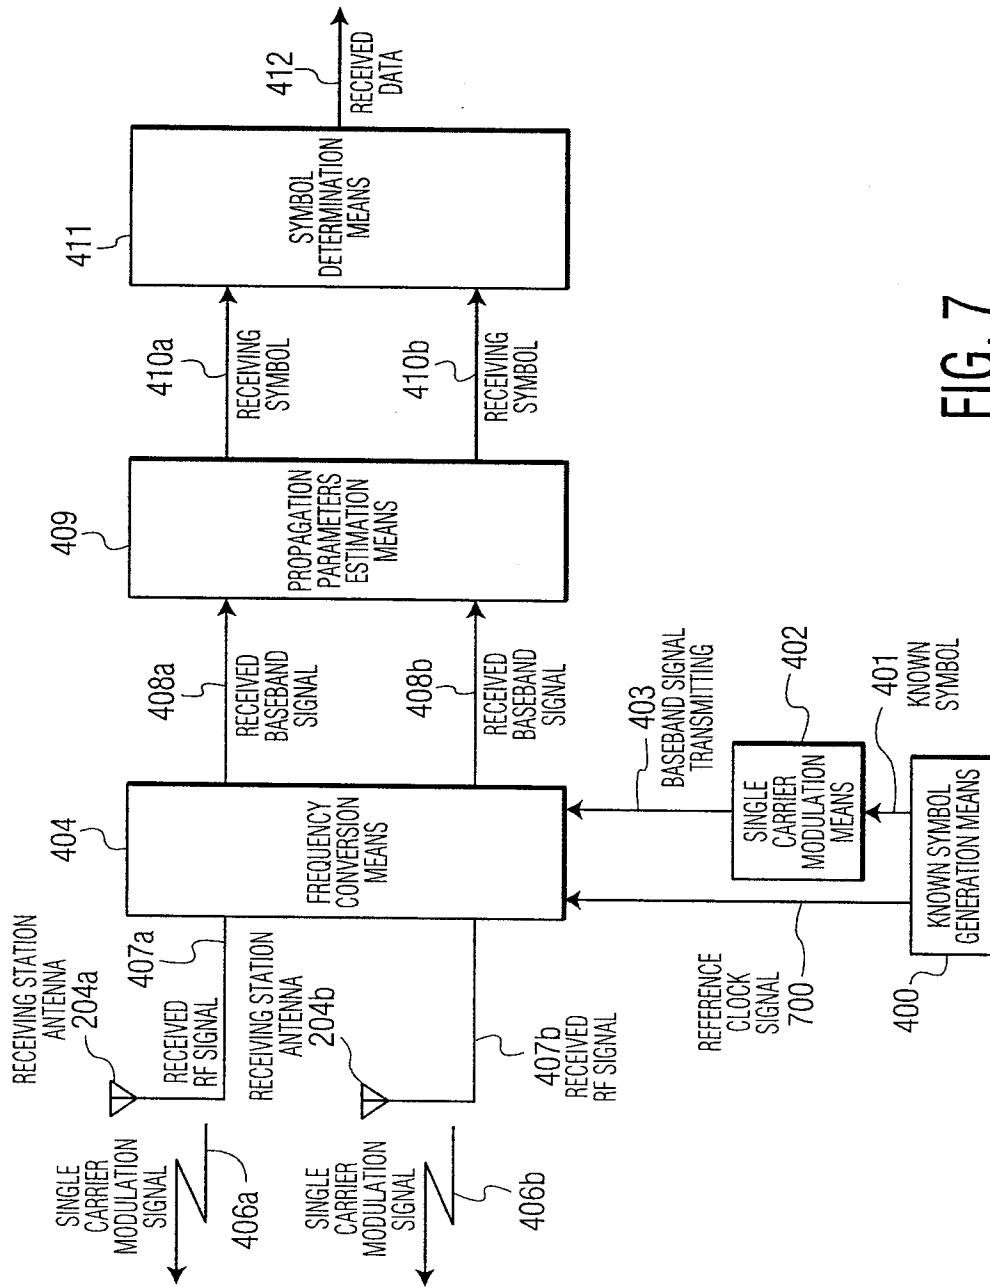 SINGLE
CARRIER
MODULATION
SIGNAL
406a
RECEIVING STATION
ANTENNA
204a
RECEIVED
RF SIGNAL
407a
404
FREQUENCY
CONVERSION
MEANS
408a
RECEIVED
BASEBAND
SIGNAL
409
PROPAGATION
PARAMETERS
ESTIMATION
MEANS
410a
RECEIVING
SYMBOL
411
SYMBOL
DETERMINATION
MEANS
412
RECEIVED
DATA
SINGLE
CARRIER
MODULATION
SIGNAL
406b
RECEIVING STATION
ANTENNA
204b
407b
RECEIVED
RF SIGNAL
408b
RECEIVED
BASEBAND
SIGNAL
410b
RECEIVING
SYMBOL
REFERENCE
CLOCK
SIGNAL
700
403
BASEBAND SIGNAL
TRANSMITTING
SINGLE
CARRIER
MODULATION
MEANS
402
401
KNOWN
SYMBOL
400
KNOWN SYMBOL
GENERATION MEANS
FIG. 7